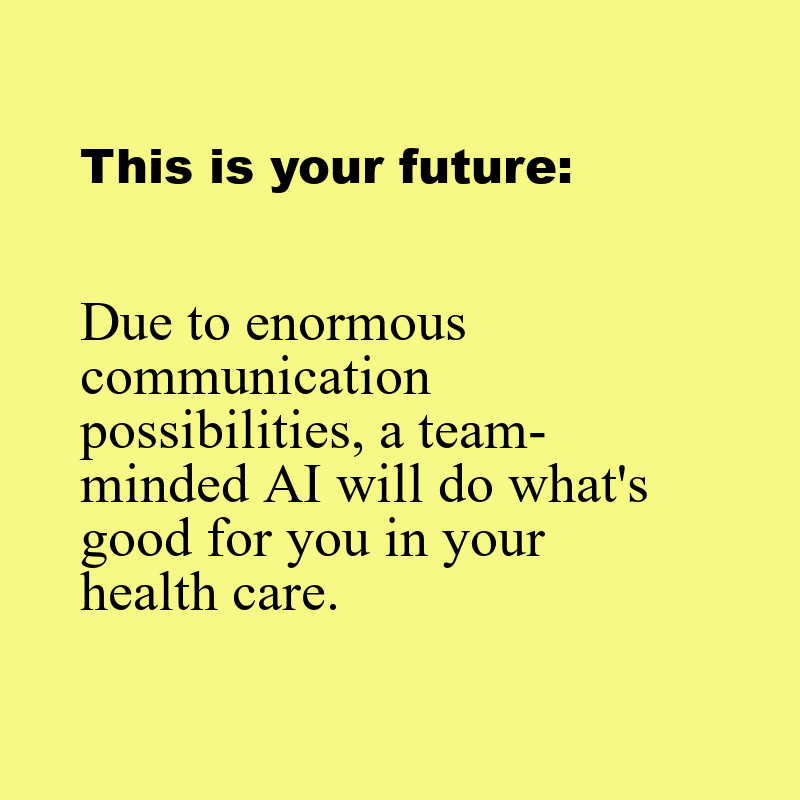 This is your future:
Due to enormous
communication
possibilities, a team-
minded AI will do what's
good for you in your
health care.